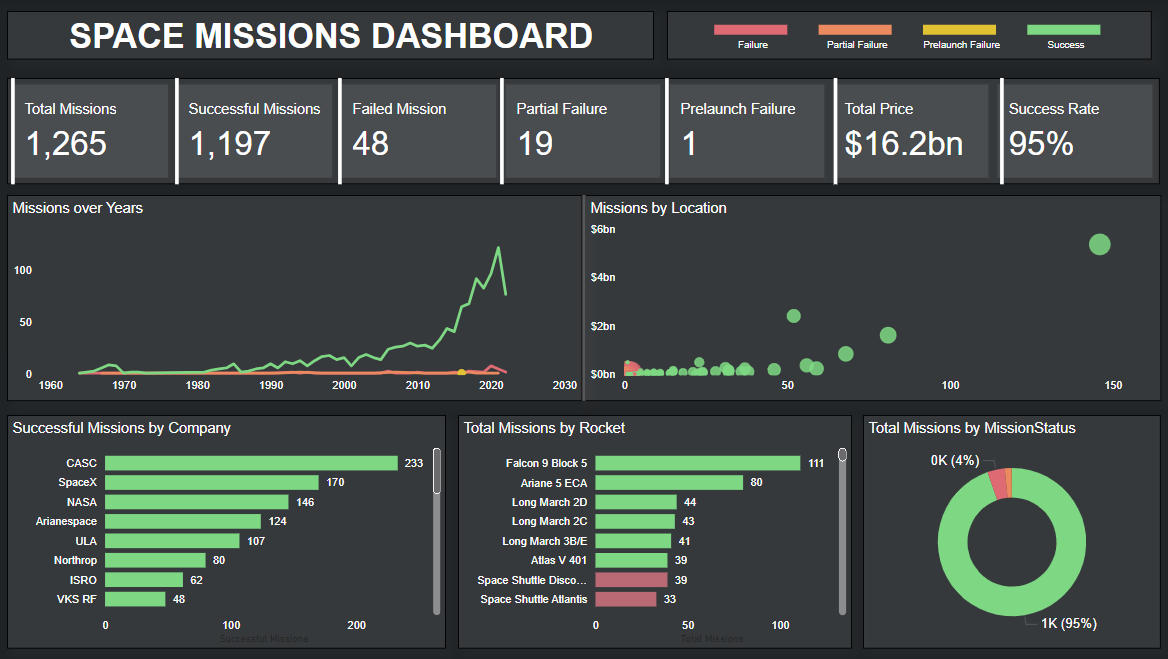 SPACE MISSIONS DASHBOARD
Failure
Partial Failure
Prelaunch Failure
Success
Total Missions
1,265
Successful Missions
1,197
Failed Mission
48
Partial Failure
19
Prelaunch Failure
1
Total Price
$16.2bn
Success Rate
95%
Missions over Years
100
50
0
1960 1970 1980 1990 2000 2010 2020 2030
Missions by Location
$6bn
$4bn
$2bn
$0bn
0 50 100 150
Successful Missions by Company
CASC 233
SpaceX 170
NASA 146
Arianespace 124
ULA 107
Northrop 80
ISRO 62
VKS RF 48
0 100 200
Successful Missions
Total Missions by Rocket
Falcon 9 Block 5 111
Ariane 5 ECA 80
Long March 2D 44
Long March 2C 43
Long March 3B/E 41
Atlas V 401 39
Space Shuttle Disco... 39
Space Shuttle Atlantis 33
0 50 100
Total Missions
Total Missions by MissionStatus
0K (4%)
1K (95%)